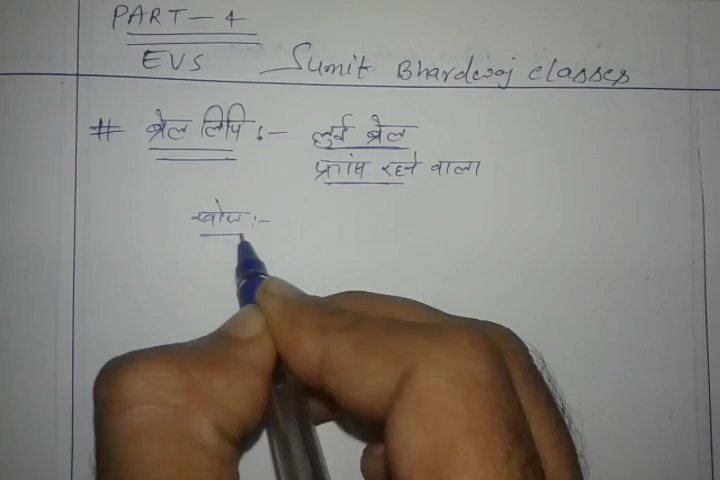 PART - 4
EVS Sumit Bhardwaj classes
# ब्रेल लिपि :- लुई ब्रेल
फ्रांस रहने वाला
खोज :-